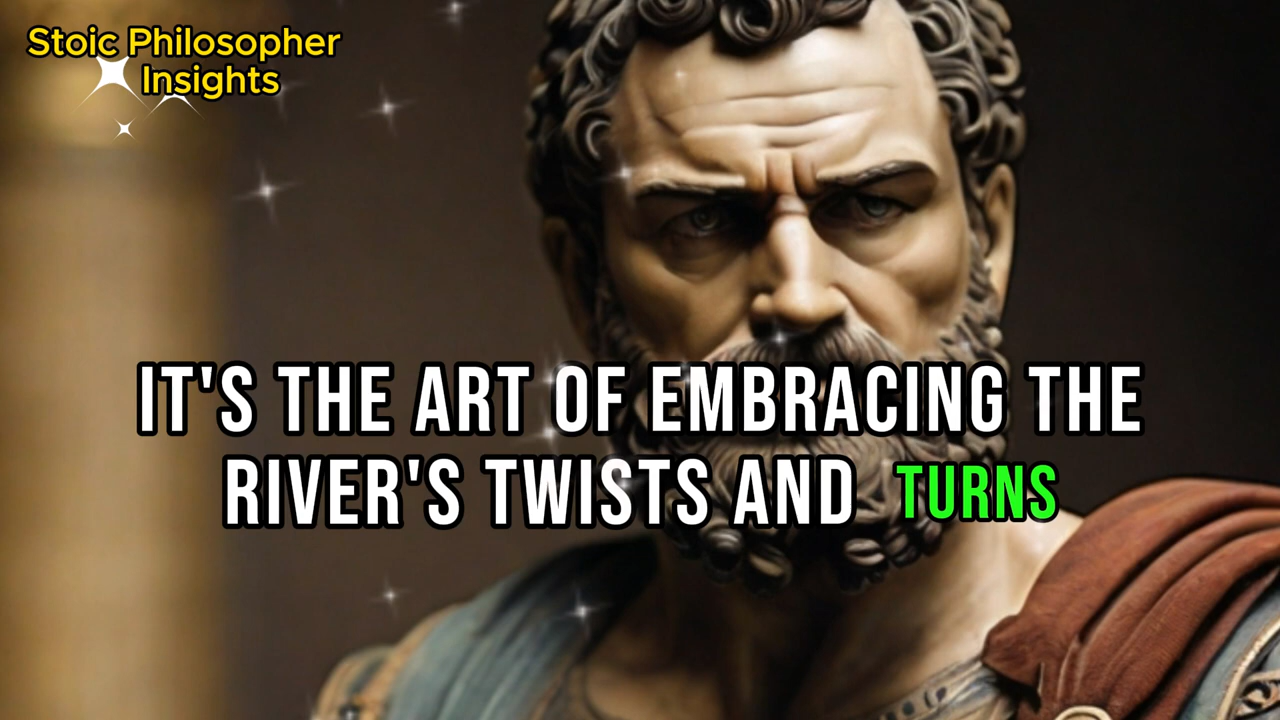 Stoic Philosopher
Insights
IT'S THE ART OF EMBRACING THE
RIVER'S TWISTS AND TURNS